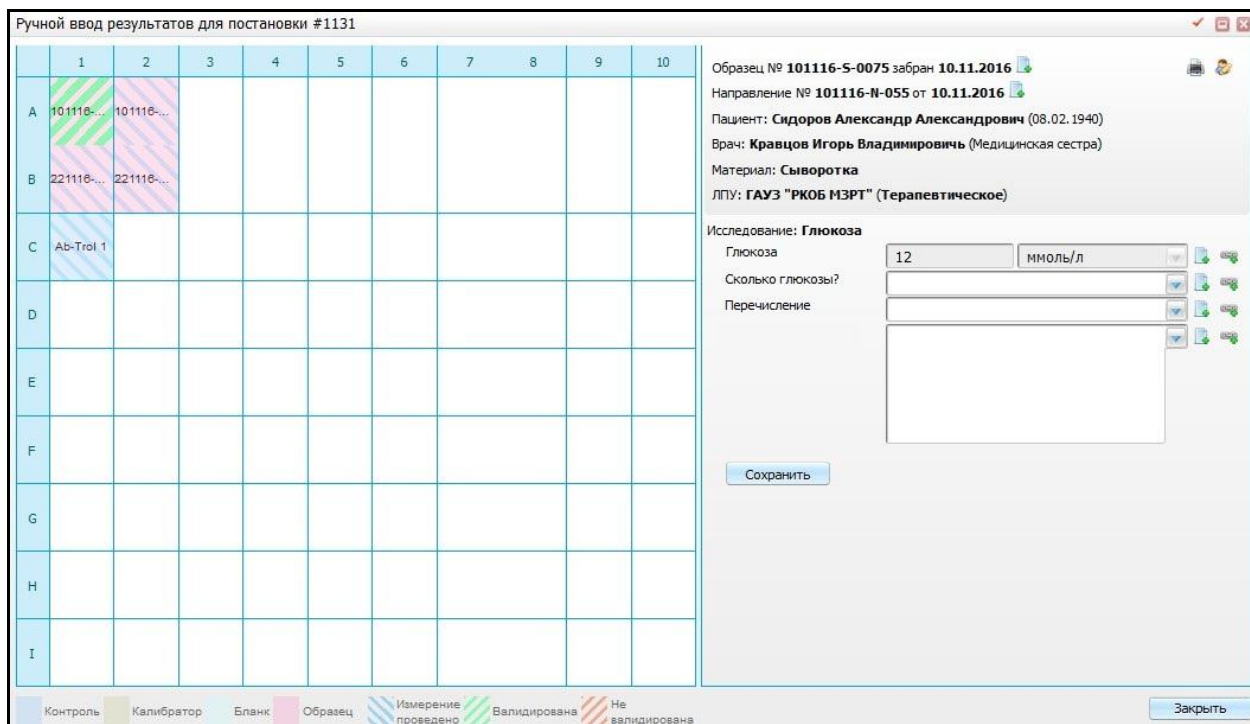 Ручной ввод результатов для постановки #1131
1 2 3 4 5 6 7 8 9 10
A 101116-... 101116-...
B 221116-... 221116-...
C Ab-Trol 1
D
E
F
G
H
I
Образец № 101116-S-0075 забран 10.11.2016
Направление № 101116-N-055 от 10.11.2016
Пациент: Сидоров Александр Александрович (08.02.1940)
Врач: Кравцов Игорь Владимировичь (Медицинская сестра)
Материал: Сыворотка
ЛПУ: ГАУЗ "РКОБ МЗРТ" (Терапевтическое)
Исследование: Глюкоза
Глюкоза 12 ммоль/л
Сколько глюкозы?
Перечисление
Сохранить
Контроль Калибратор Бланк Образец Измерение проведено Валидирована Не валидирована
Закрыть